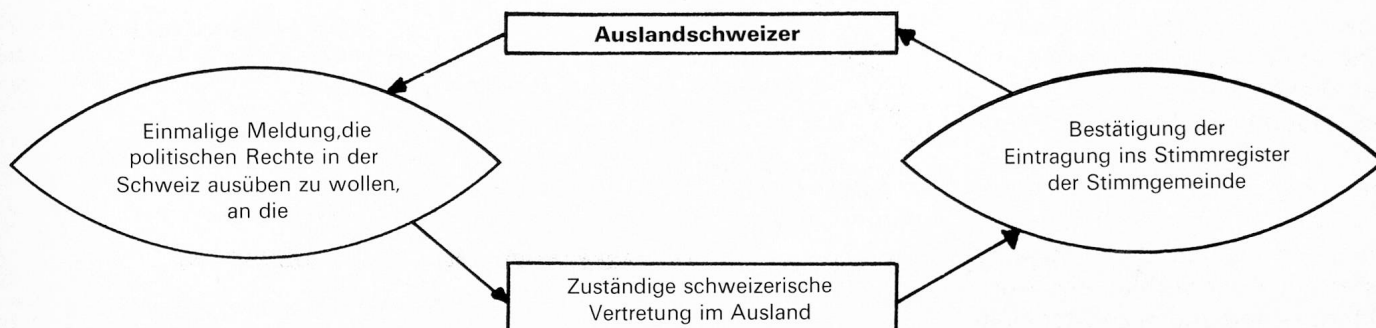 Auslandschweizer
Einmalige Meldung,die
politischen Rechte in der
Schweiz ausüben zu wollen,
an die
Zuständige schweizerische
Vertretung im Ausland
Bestätigung der
Eintragung ins Stimmregister
der Stimmgemeinde